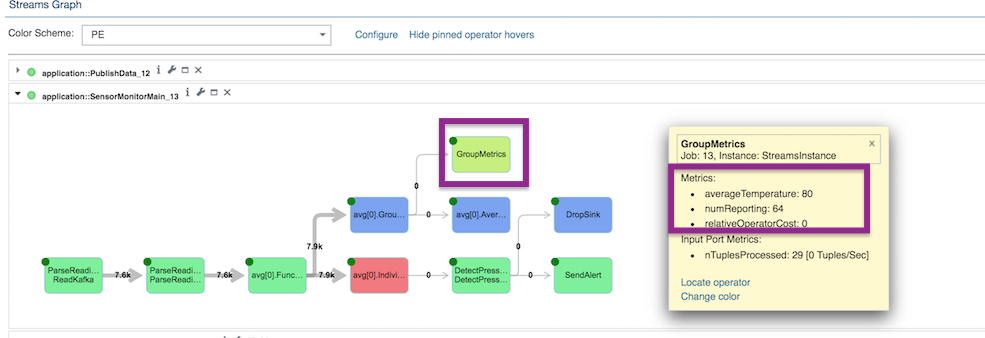 Streams Graph
Color Scheme:
PE
Configure
Hide pinned operator hovers
application::PublishData_12
application::SensorMonitorMain_13
GroupMetrics
0
avg[0].Grou...
0
avg[0].Aver...
DropSink
7.9k
0
ParseReadi...
ReadKafka
7.6k
ParseReadi...
ParseReadi...
7.6k
avg[0].Func...
7.9k
avg[0].Indivi...
0
DetectPress...
DetectPress...
0
SendAlert
GroupMetrics
x
Job: 13, Instance: StreamsInstance
Metrics:
• averageTemperature: 80
• numReporting: 64
• relativeOperatorCost: 0
Input Port Metrics:
• nTuplesProcessed: 29 [0 Tuples/Sec]
Locate operator
Change color